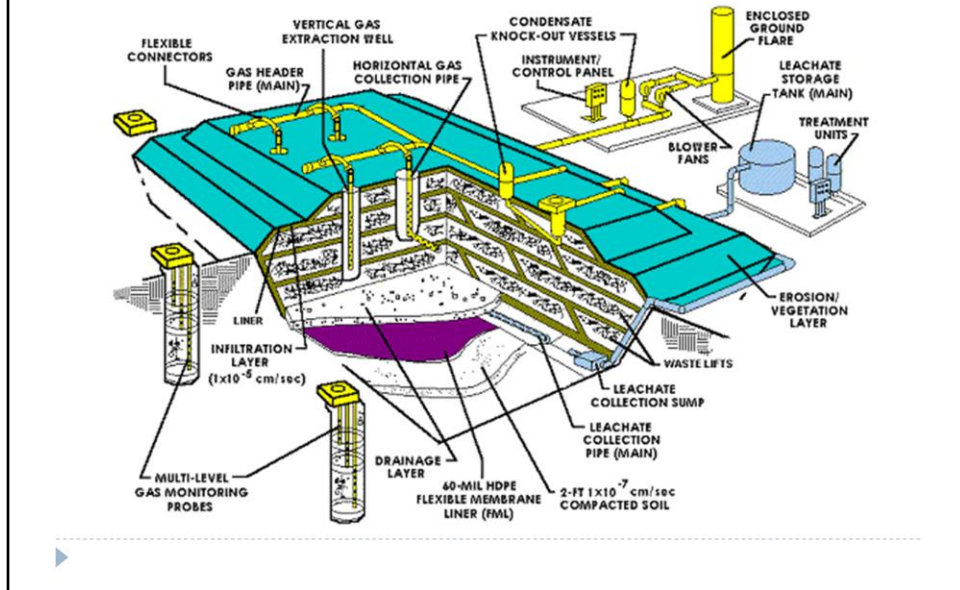 VERTICAL GAS
EXTRACTION WELL
CONDENSATE
KNOCK-OUT VESSELS
ENCLOSED
GROUND
FLARE
FLEXIBLE
CONNECTORS
GAS HEADER
PIPE (MAIN)
HORIZONTAL GAS
COLLECTION PIPE
INSTRUMENT/
CONTROL PANEL
LEACHATE
STORAGE
TANK (MAIN)
BLOWER
FANS
TREATMENT
UNITS
LINER
INFILTRATION
LAYER
(1x10⁻⁵ cm/sec)
EROSION/
VEGETATION
LAYER
WASTE LIFTS
LEACHATE
COLLECTION SUMP
LEACHATE
COLLECTION
PIPE (MAIN)
MULTI-LEVEL
GAS MONITORING
PROBES
DRAINAGE
LAYER
60-MIL HDPE
FLEXIBLE MEMBRANE
LINER (FML)
2-FT 1x10⁻⁷ cm/sec
COMPACTED SOIL